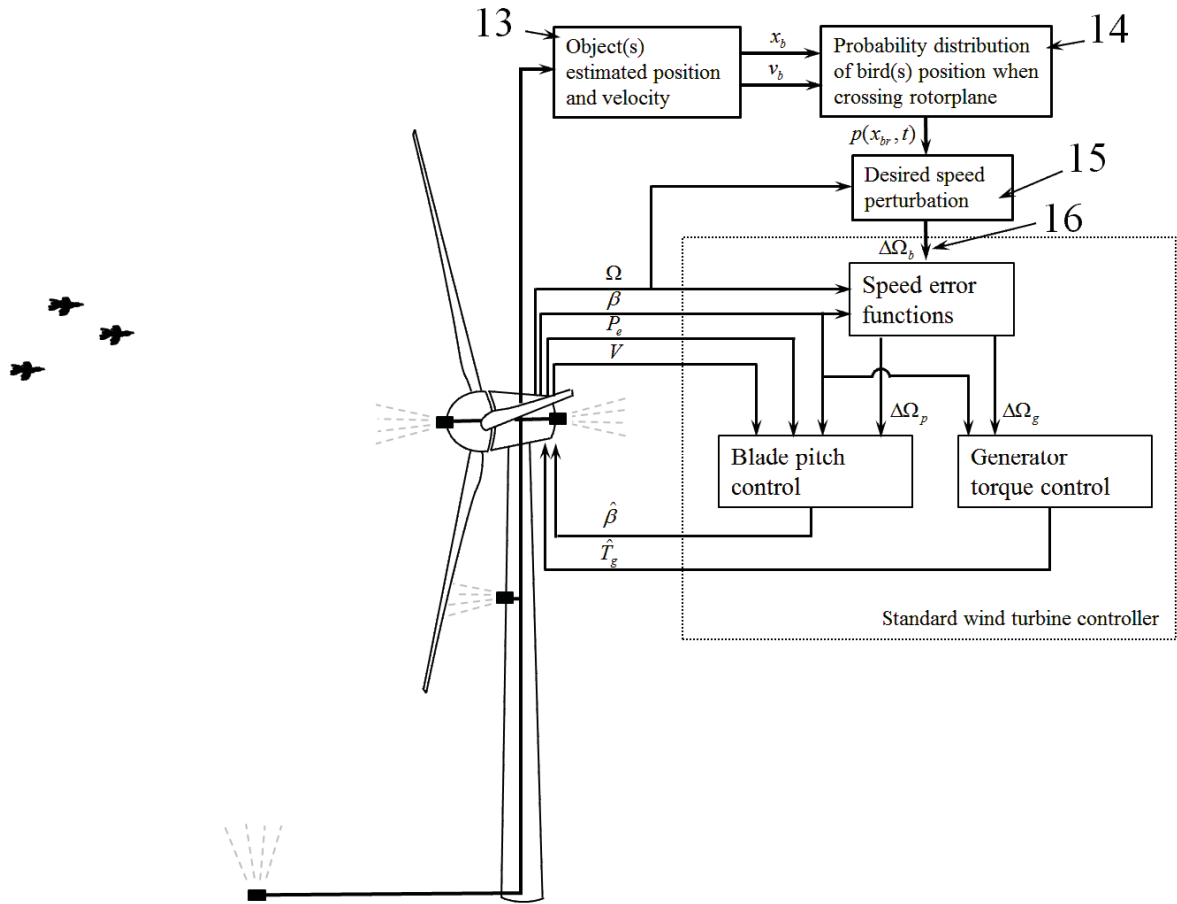 13
Object(s)
estimated position
and velocity
x_b
v_b
Probability distribution
of bird(s) position when
crossing rotorplane
14
p(x_br, t)
Desired speed
perturbation
15
16
ΔΩ_b
Ω
β
P_e
V
Speed error
functions
ΔΩ_p
ΔΩ_g
Blade pitch
control
Generator
torque control
β̂
T̂_g
Standard wind turbine controller